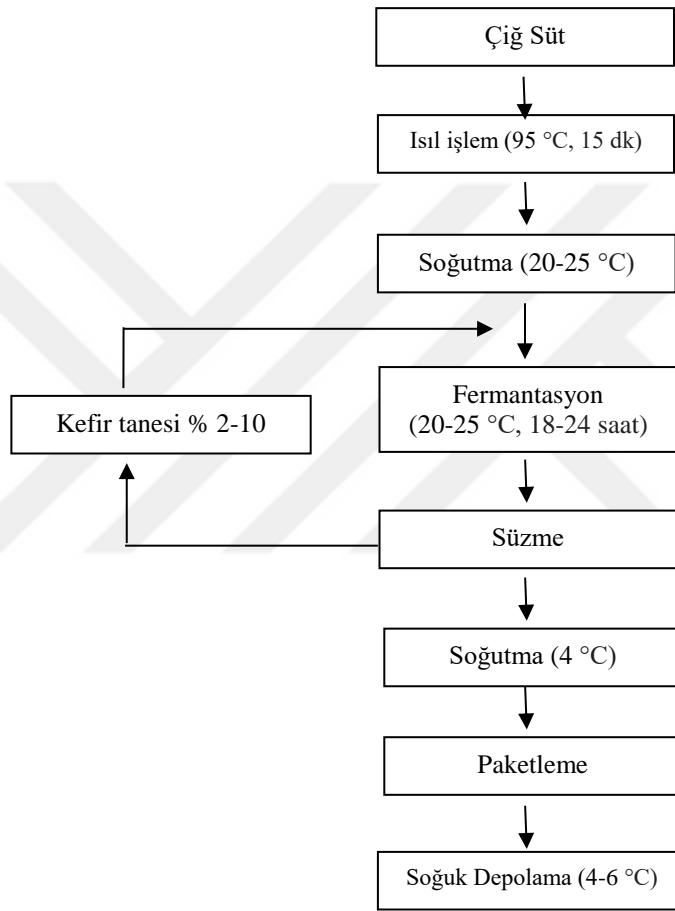 Çiğ Süt
Isıl işlem (95 °C, 15 dk)
Soğutma (20-25 °C)
Kefir tanesi % 2-10
Fermantasyon
(20-25 °C, 18-24 saat)
Süzme
Soğutma (4 °C)
Paketleme
Soğuk Depolama (4-6 °C)